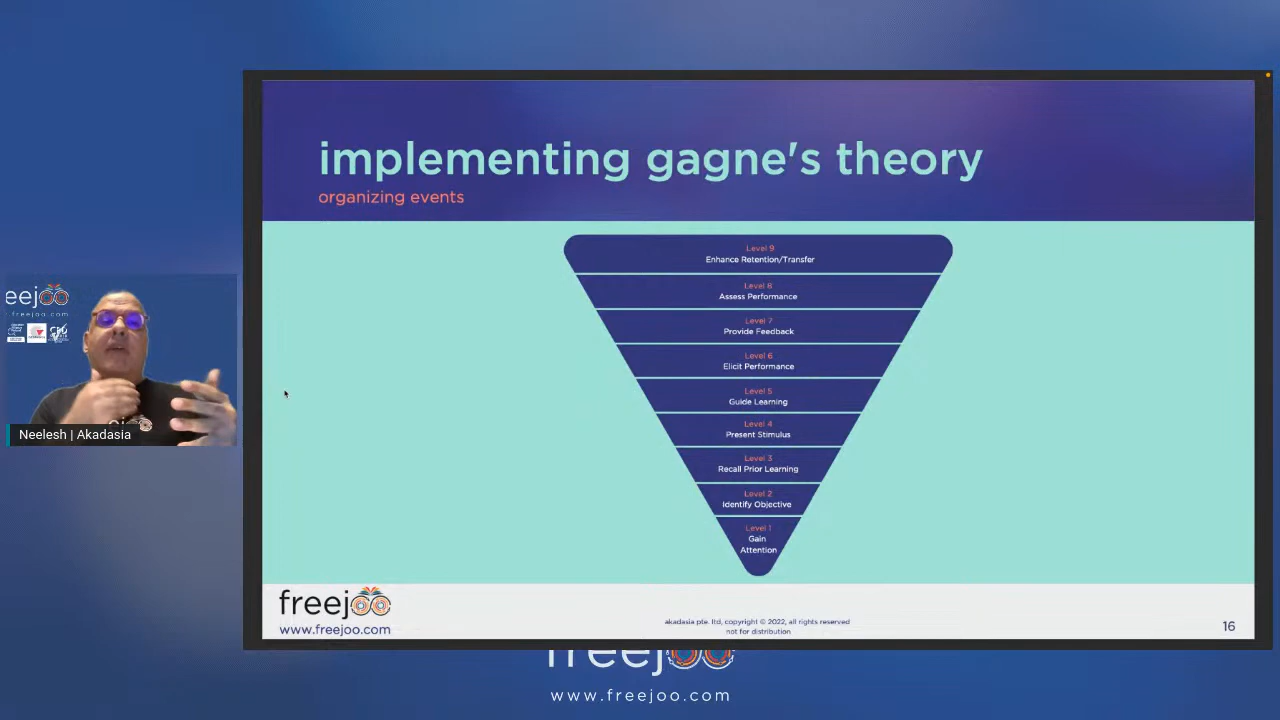 implementing gagne's theory
organizing events
Level 9
Enhance Retention/Transfer
Level 8
Assess Performance
Level 7
Provide Feedback
Level 6
Elicit Performance
Level 5
Guide Learning
Level 4
Present Stimulus
Level 3
Recall Prior Learning
Level 2
Identify Objective
Level 1
Gain
Attention
eejoo
freejoo.com
Neelesh | Akadasia
freejoo
www.freejoo.com
akadasia pte. ltd, copyright © 2022, all rights reserved
not for distribution
16
freejoo
www.freejoo.com